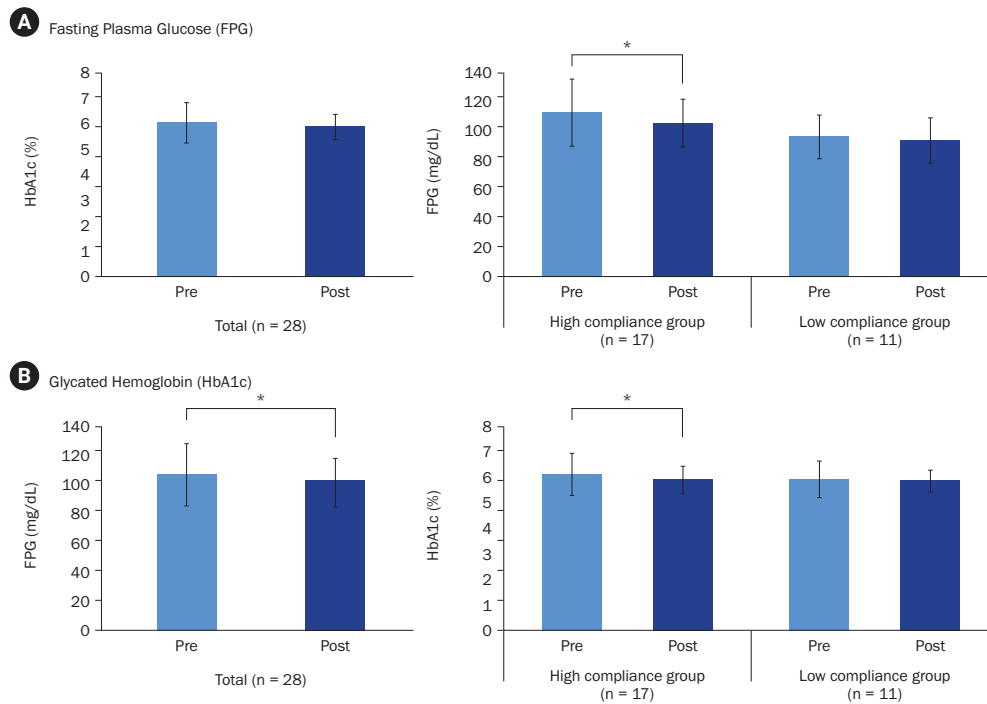 A Fasting Plasma Glucose (FPG)
HbA1c (%)
8
7
6
5
4
3
2
1
0
Pre
Post
Total (n = 28)
*
FPG (mg/dL)
140
120
100
80
60
40
20
0
Pre
Post
Pre
Post
High compliance group
(n = 17)
Low compliance group
(n = 11)
B Glycated Hemoglobin (HbA1c)
*
FPG (mg/dL)
140
120
100
80
60
40
20
0
Pre
Post
Total (n = 28)
*
HbA1c (%)
8
7
6
5
4
3
2
1
0
Pre
Post
Pre
Post
High compliance group
(n = 17)
Low compliance group
(n = 11)